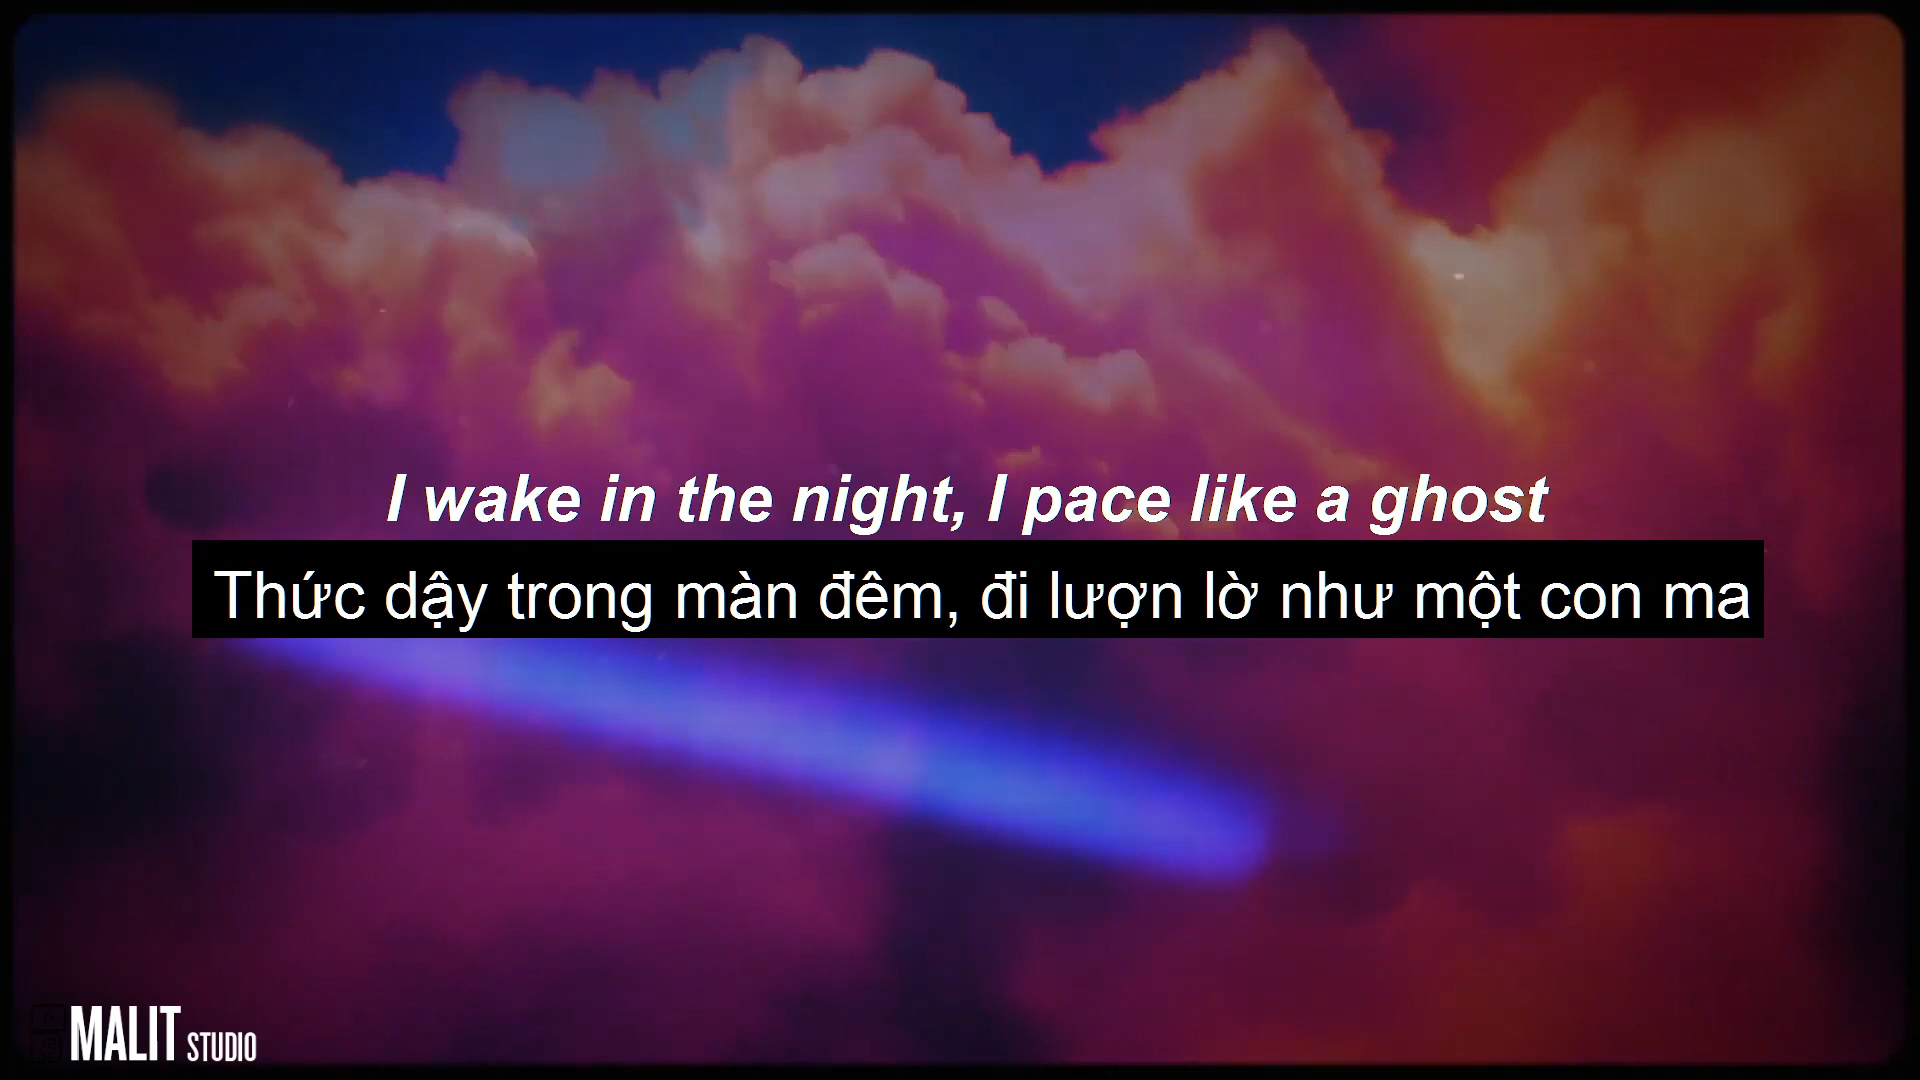 I wake in the night, I pace like a ghost
Thức dậy trong màn đêm, đi lượn lờ như một con ma
MALIT STUDIO